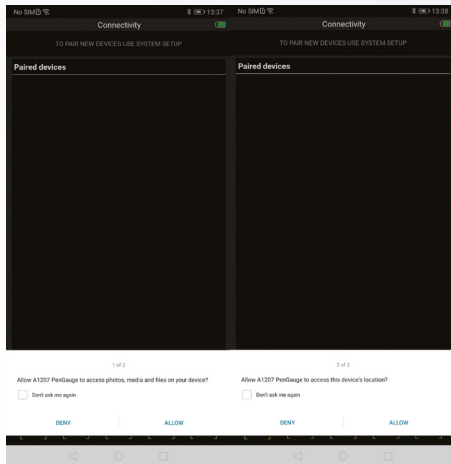 No SIM 13:37
Connectivity
TO PAIR NEW DEVICES USE SYSTEM SETUP
Paired devices
1 of 2
Allow A1207 PenGauge to access photos, media and files on your device?
Don't ask me again
DENY ALLOW
No SIM 13:38
Connectivity
TO PAIR NEW DEVICES USE SYSTEM SETUP
Paired devices
2 of 2
Allow A1207 PenGauge to access this device's location?
Don't ask me again
DENY ALLOW